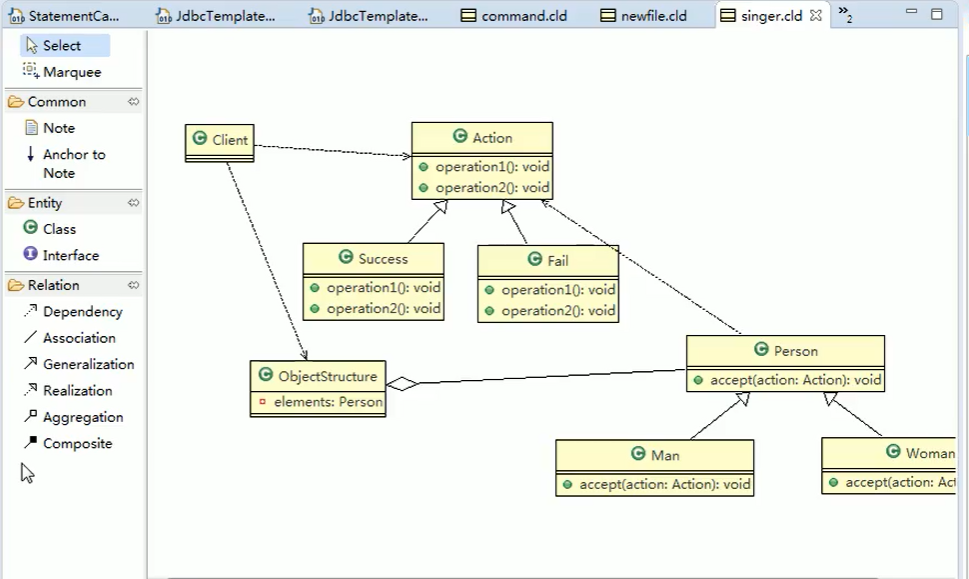 StatementCa...
JdbcTemplate...
JdbcTemplate...
command.cld
newfile.cld
singer.cld
»2
Select
Marquee
Common
Note
Anchor to
Note
Entity
Class
Interface
Relation
Dependency
Association
Generalization
Realization
Aggregation
Composite
Client
Action
operation1(): void
operation2(): void
Success
operation1(): void
operation2(): void
Fail
operation1(): void
operation2(): void
ObjectStructure
elements: Person
Person
accept(action: Action): void
Man
accept(action: Action): void
Woman
accept(action: Act